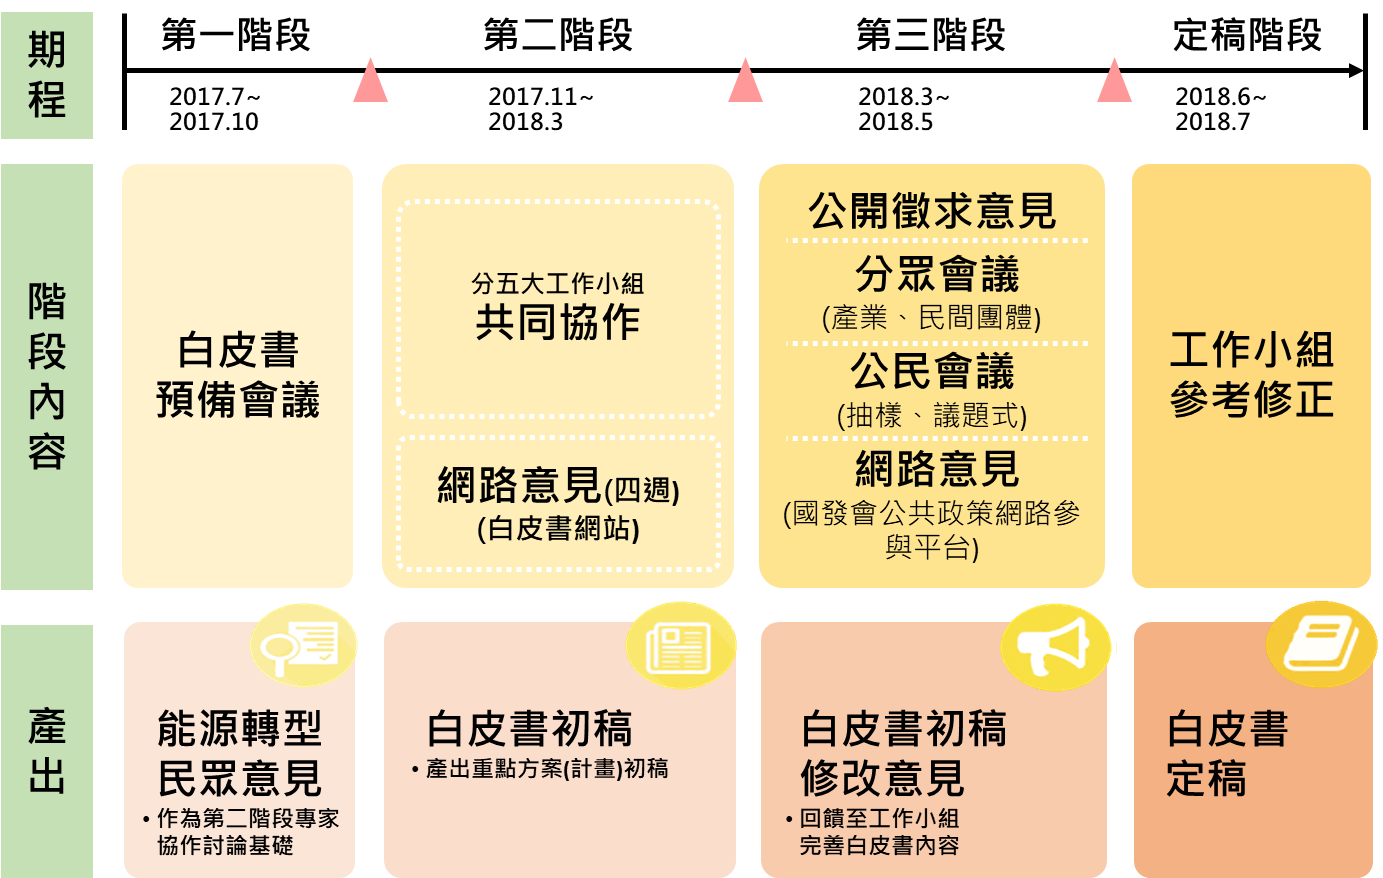 期
程
第一階段
第二階段
第三階段
定稿階段
2017.7~
2017.10
2017.11~
2018.3
2018.3~
2018.5
2018.6~
2018.7
階
段
內
容
白皮書
預備會議
分五大工作小組
共同協作
網路意見(四週)
(白皮書網站)
公開徵求意見
分眾會議
(產業、民間團體)
公民會議
(抽樣、議題式)
網路意見
(國發會公共政策網路參
與平台)
工作小組
參考修正
產
出
能源轉型
民眾意見
• 作為第二階段專家
協作討論基礎
白皮書初稿
• 產出重點方案(計畫)初稿
白皮書初稿
修改意見
• 回饋至工作小組
完善白皮書內容
白皮書
定稿